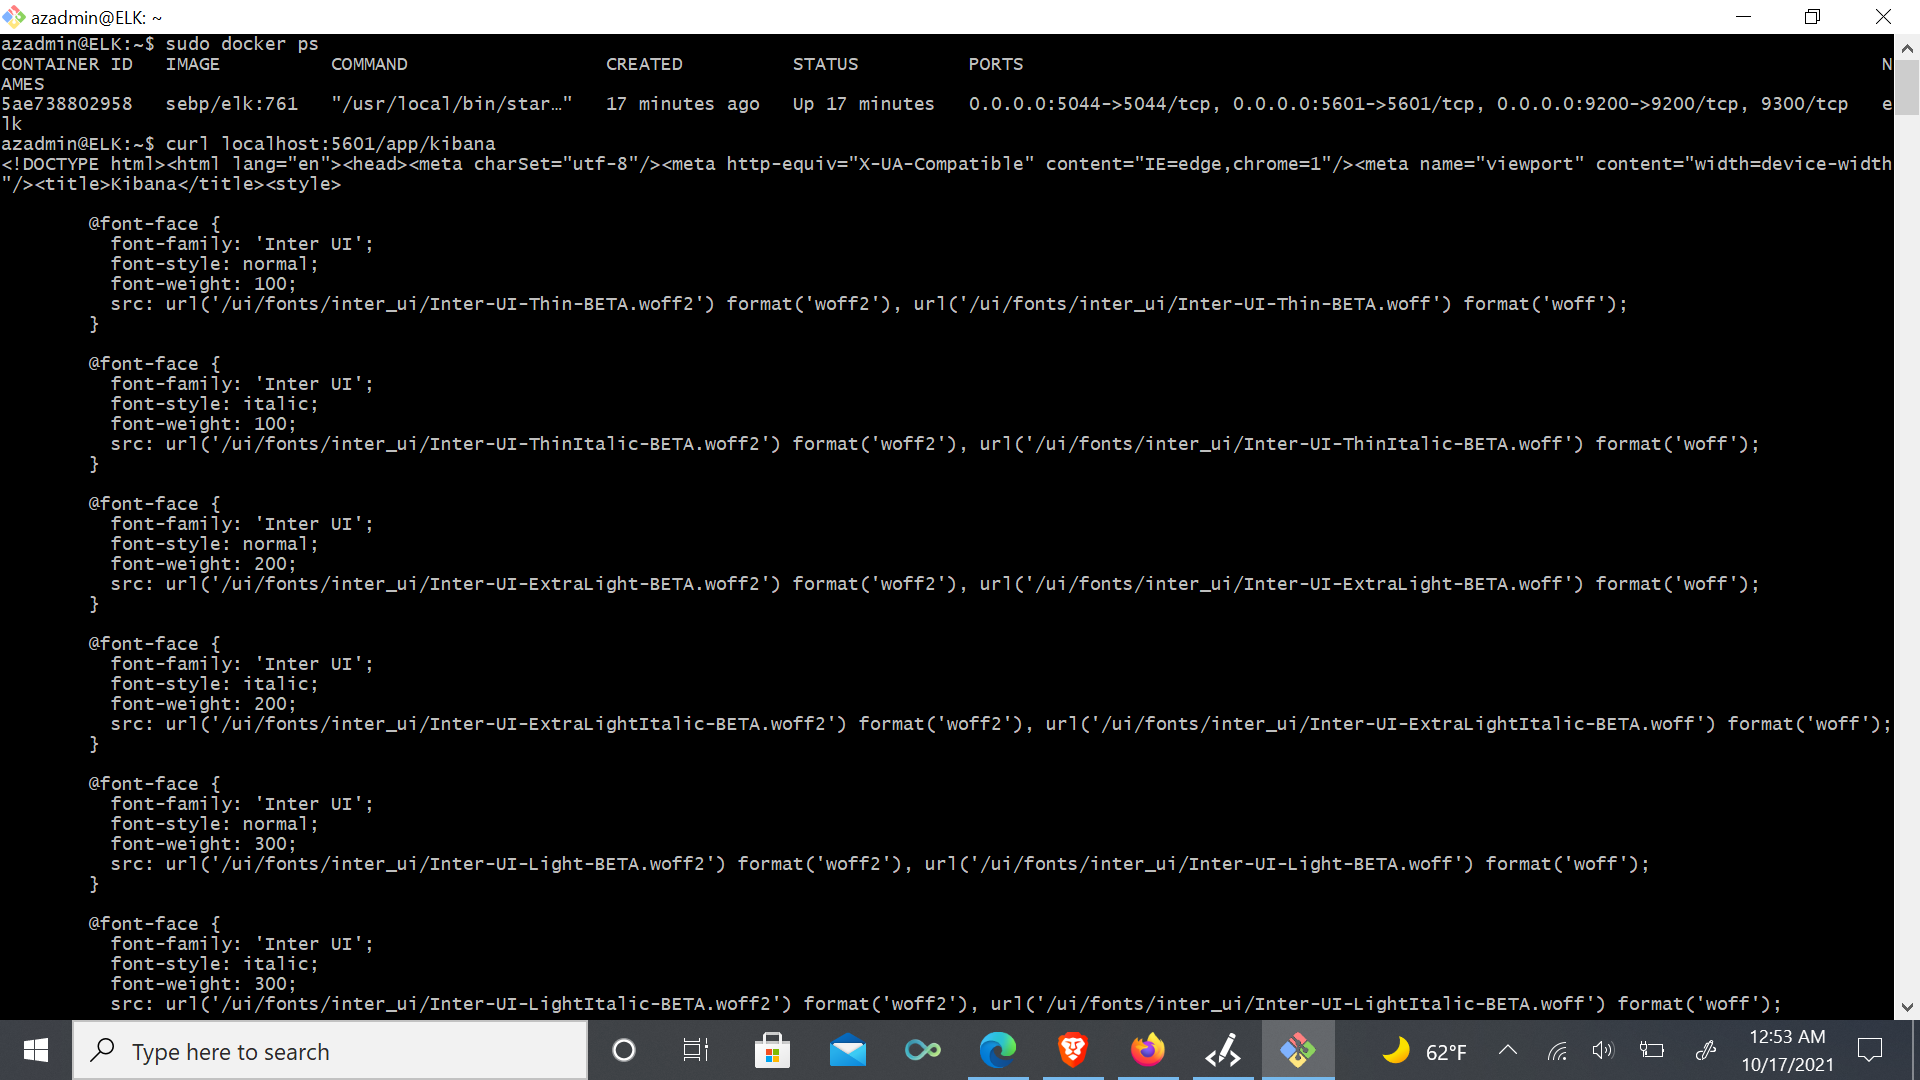 azadmin@ELK: ~
azadmin@ELK:~$ sudo docker ps
CONTAINER ID   IMAGE          COMMAND                  CREATED          STATUS          PORTS                                                                              N
AMES
5ae738802958   sebp/elk:761   "/usr/local/bin/star…"   17 minutes ago   Up 17 minutes   0.0.0.0:5044->5044/tcp, 0.0.0.0:5601->5601/tcp, 0.0.0.0:9200->9200/tcp, 9300/tcp   e
lk
azadmin@ELK:~$ curl localhost:5601/app/kibana
<!DOCTYPE html><html lang="en"><head><meta charSet="utf-8"/><meta http-equiv="X-UA-Compatible" content="IE=edge,chrome=1"/><meta name="viewport" content="width=device-width
"/><title>Kibana</title><style>
        @font-face {
          font-family: 'Inter UI';
          font-style: normal;
          font-weight: 100;
          src: url('/ui/fonts/inter_ui/Inter-UI-Thin-BETA.woff2') format('woff2'), url('/ui/fonts/inter_ui/Inter-UI-Thin-BETA.woff') format('woff');
        }
        @font-face {
          font-family: 'Inter UI';
          font-style: italic;
          font-weight: 100;
          src: url('/ui/fonts/inter_ui/Inter-UI-ThinItalic-BETA.woff2') format('woff2'), url('/ui/fonts/inter_ui/Inter-UI-ThinItalic-BETA.woff') format('woff');
        }
        @font-face {
          font-family: 'Inter UI';
          font-style: normal;
          font-weight: 200;
          src: url('/ui/fonts/inter_ui/Inter-UI-ExtraLight-BETA.woff2') format('woff2'), url('/ui/fonts/inter_ui/Inter-UI-ExtraLight-BETA.woff') format('woff');
        }
        @font-face {
          font-family: 'Inter UI';
          font-style: italic;
          font-weight: 200;
          src: url('/ui/fonts/inter_ui/Inter-UI-ExtraLightItalic-BETA.woff2') format('woff2'), url('/ui/fonts/inter_ui/Inter-UI-ExtraLightItalic-BETA.woff') format('woff');
        }
        @font-face {
          font-family: 'Inter UI';
          font-style: normal;
          font-weight: 300;
          src: url('/ui/fonts/inter_ui/Inter-UI-Light-BETA.woff2') format('woff2'), url('/ui/fonts/inter_ui/Inter-UI-Light-BETA.woff') format('woff');
        }
        @font-face {
          font-family: 'Inter UI';
          font-style: italic;
          font-weight: 300;
          src: url('/ui/fonts/inter_ui/Inter-UI-LightItalic-BETA.woff2') format('woff2'), url('/ui/fonts/inter_ui/Inter-UI-LightItalic-BETA.woff') format('woff');
Type here to search
62°F
12:53 AM
10/17/2021